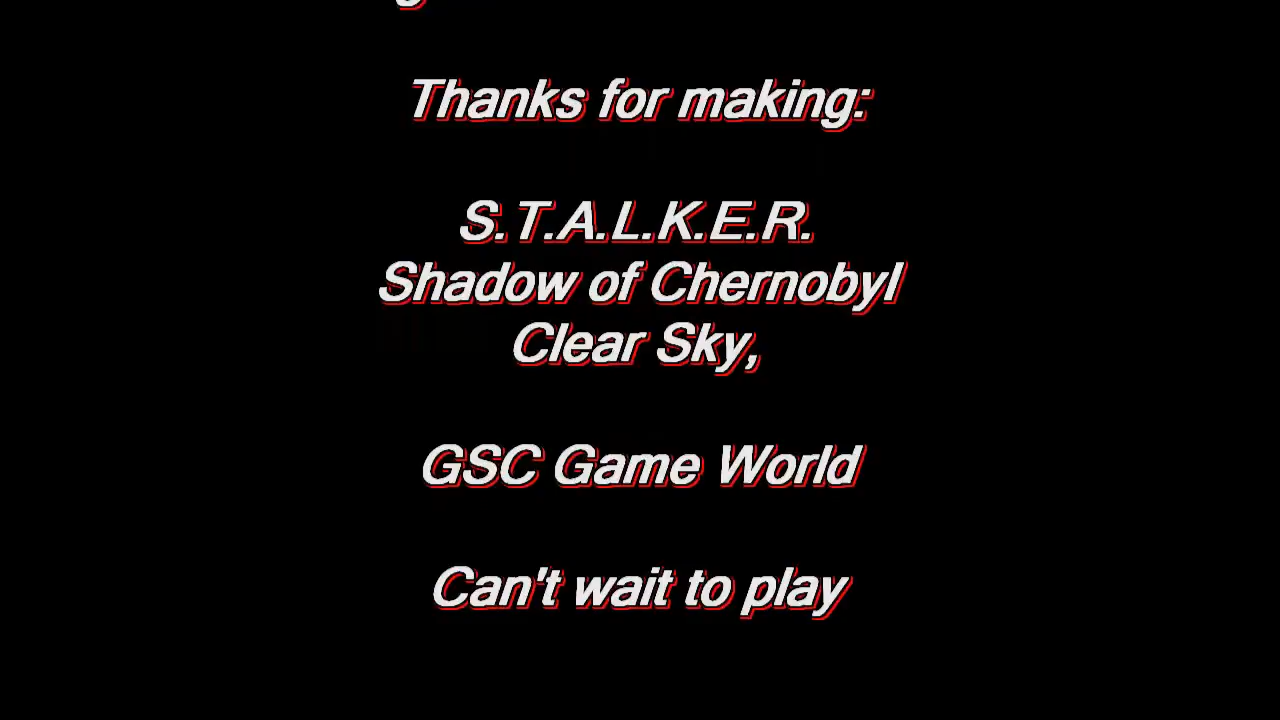 Thanks for making:
S.T.A.L.K.E.R.
Shadow of Chernobyl
Clear Sky,
GSC Game World
Can't wait to play